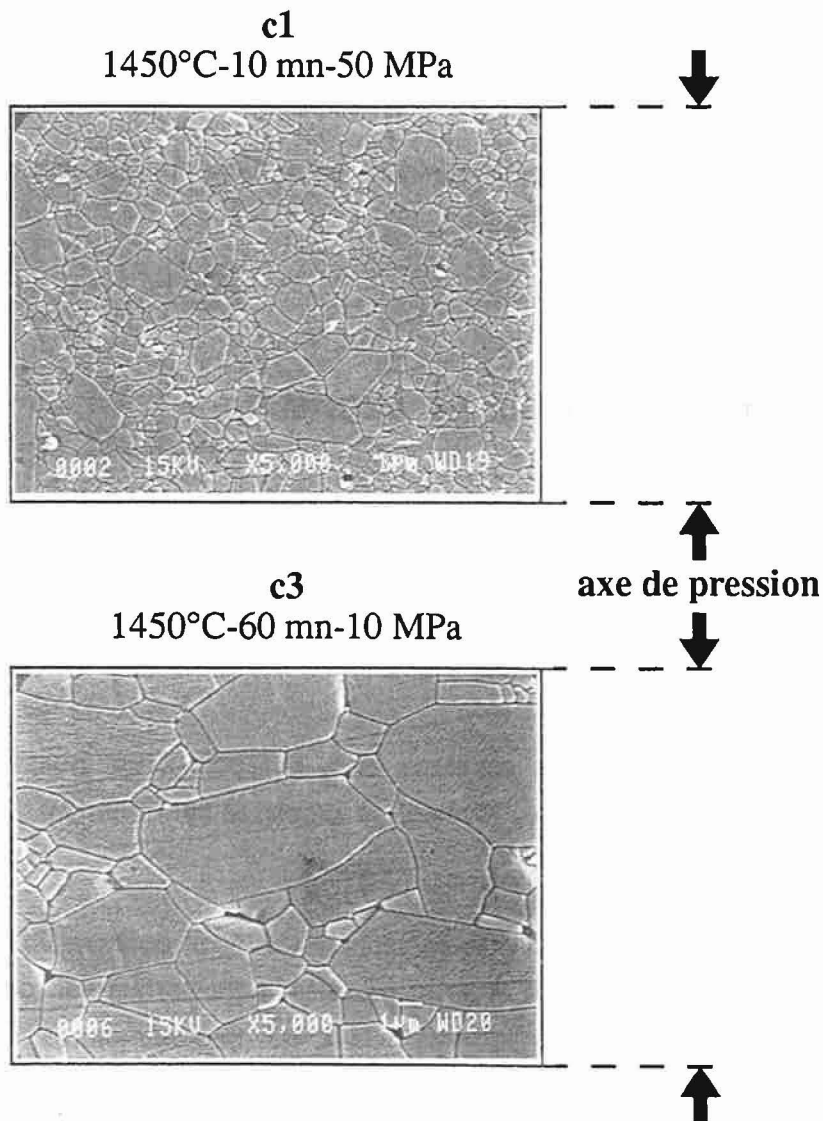 c1
1450°C-10 mn-50 MPa
0002 15KV X5,000 1µm WD19
c3
1450°C-60 mn-10 MPa
axe de pression
0006 15KV X5,000 1µm WD20